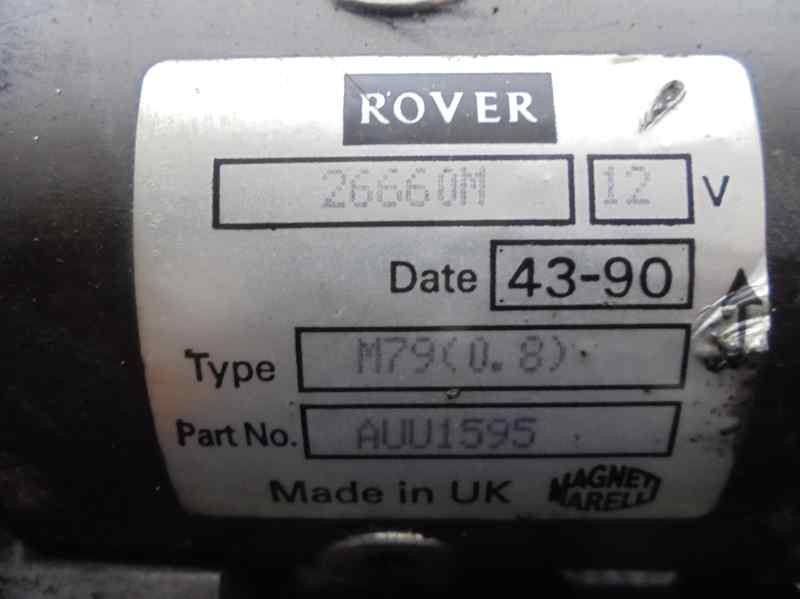 ROVER
26660M 12 V
Date 43-90
Type M79(0.8)
Part No. AUU1595
Made in UK MAGNETI MARELLI